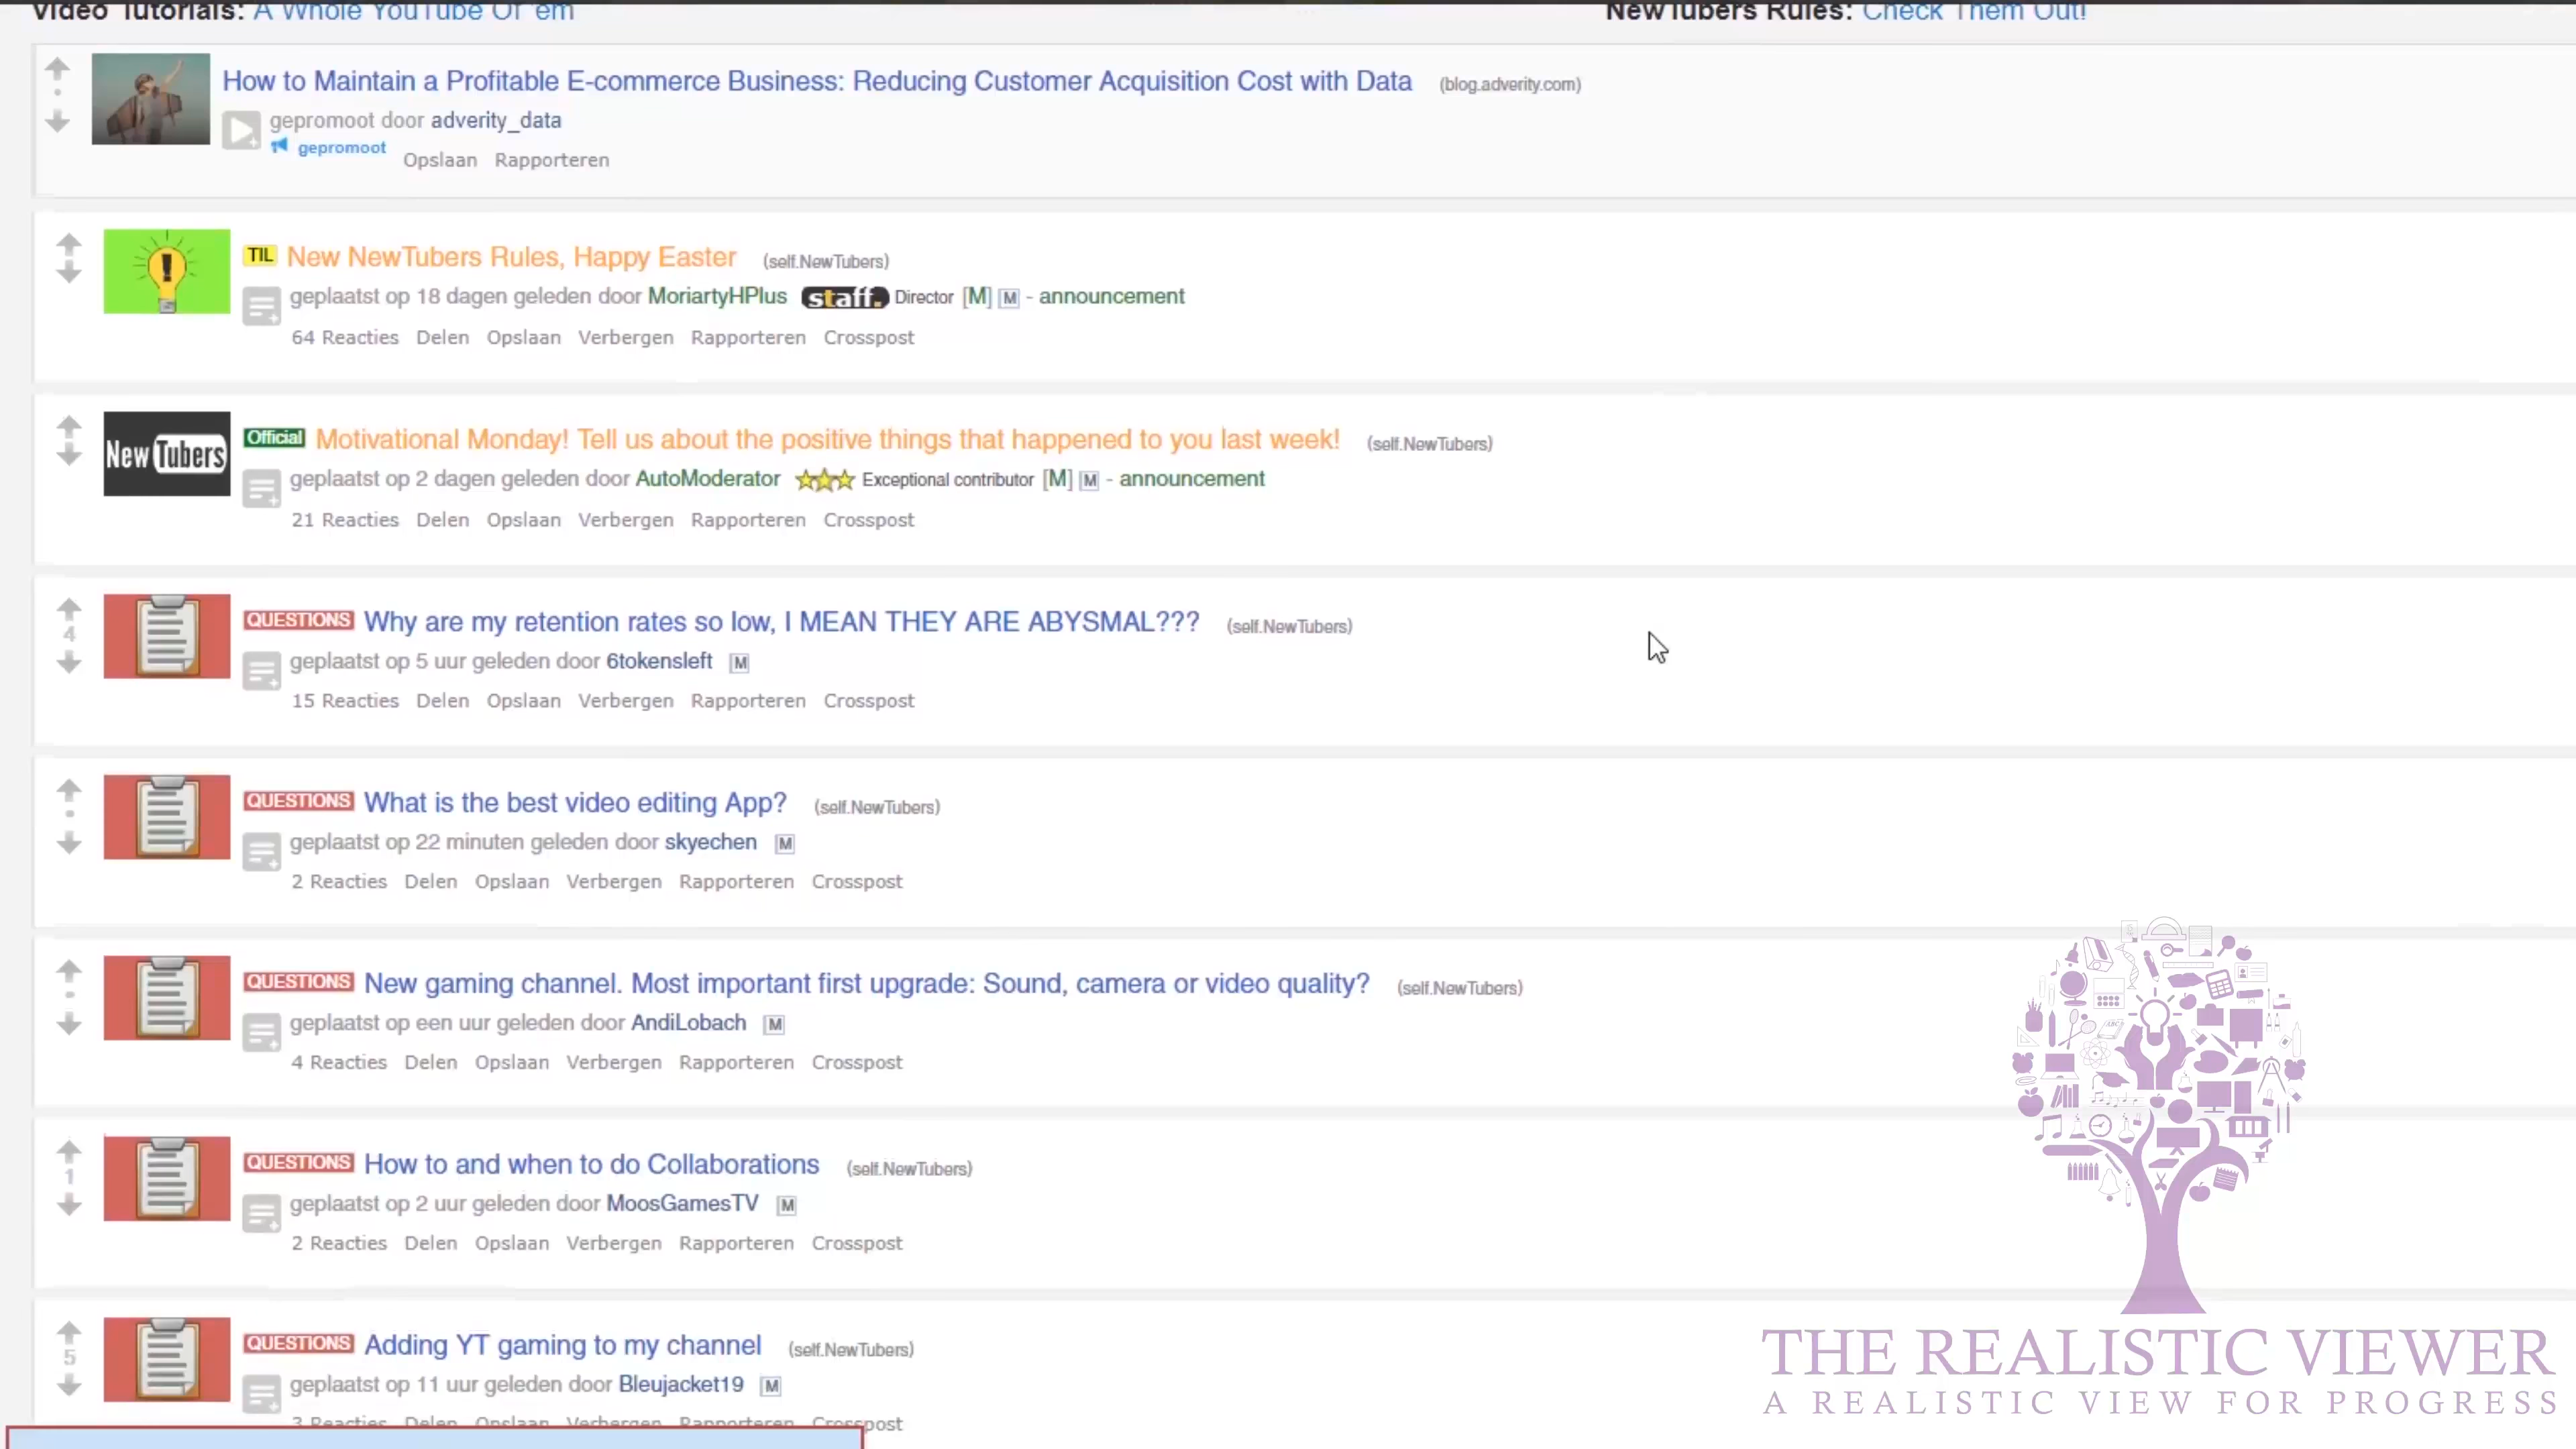 Video Tutorials: A Whole YouTube Of 'em
NewTubers Rules: Check Them Out!
How to Maintain a Profitable E-commerce Business: Reducing Customer Acquisition Cost with Data (blog.adverity.com)
gepromoot door adverity_data
gepromoot Opslaan Rapporteren
TIL New NewTubers Rules, Happy Easter (self.NewTubers)
geplaatst op 18 dagen geleden door MoriartyHPlus staff. Director [M] M - announcement
64 Reacties Delen Opslaan Verbergen Rapporteren Crosspost
New Tubers
Official Motivational Monday! Tell us about the positive things that happened to you last week! (self.NewTubers)
geplaatst op 2 dagen geleden door AutoModerator Exceptional contributor [M] M - announcement
21 Reacties Delen Opslaan Verbergen Rapporteren Crosspost
4
QUESTIONS Why are my retention rates so low, I MEAN THEY ARE ABYSMAL??? (self.NewTubers)
geplaatst op 5 uur geleden door 6tokensleft M
15 Reacties Delen Opslaan Verbergen Rapporteren Crosspost
QUESTIONS What is the best video editing App? (self.NewTubers)
geplaatst op 22 minuten geleden door skyechen M
2 Reacties Delen Opslaan Verbergen Rapporteren Crosspost
QUESTIONS New gaming channel. Most important first upgrade: Sound, camera or video quality? (self.NewTubers)
geplaatst op een uur geleden door AndiLobach M
4 Reacties Delen Opslaan Verbergen Rapporteren Crosspost
1
QUESTIONS How to and when to do Collaborations (self.NewTubers)
geplaatst op 2 uur geleden door MoosGamesTV M
2 Reacties Delen Opslaan Verbergen Rapporteren Crosspost
5
QUESTIONS Adding YT gaming to my channel (self.NewTubers)
geplaatst op 11 uur geleden door Bleujacket19 M
3 Reacties Delen Opslaan Verbergen Rapporteren Crosspost
THE REALISTIC VIEWER
A REALISTIC VIEW FOR PROGRESS